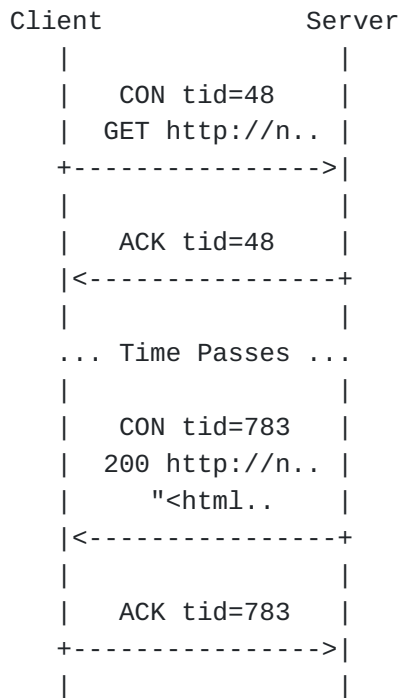 Client Server
CON tid=48
GET http://n..
+---------------->|
ACK tid=48
|<----------------+
... Time Passes ...
CON tid=783
200 http://n..
"<html..
|<----------------+
ACK tid=783
+---------------->|